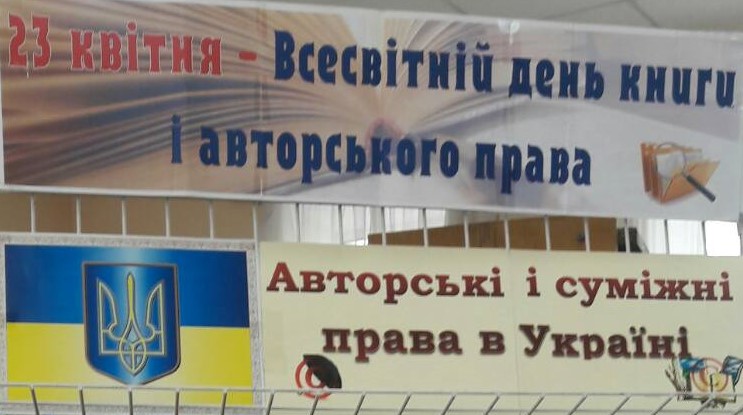 23 квітня - Всесвітній день книги
і авторського права
Авторські і суміжні
права в Україні